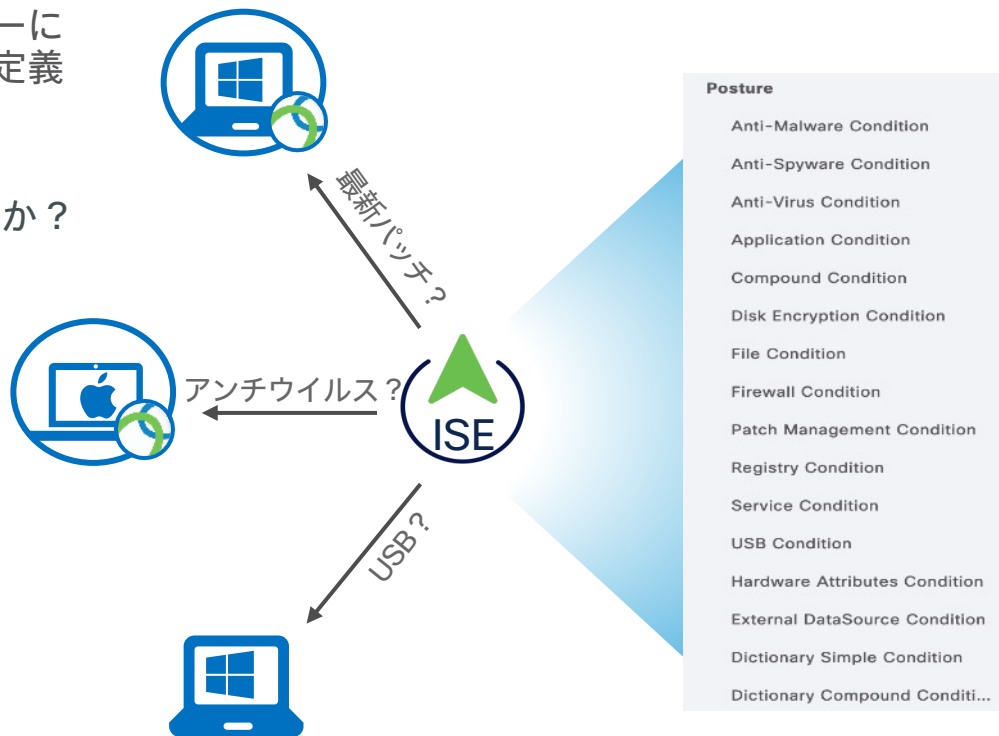 ーに
定義
か？
最新パッチ？
アンチウイルス？
ISE
USB？
Posture
Anti-Malware Condition
Anti-Spyware Condition
Anti-Virus Condition
Application Condition
Compound Condition
Disk Encryption Condition
File Condition
Firewall Condition
Patch Management Condition
Registry Condition
Service Condition
USB Condition
Hardware Attributes Condition
External DataSource Condition
Dictionary Simple Condition
Dictionary Compound Conditi...